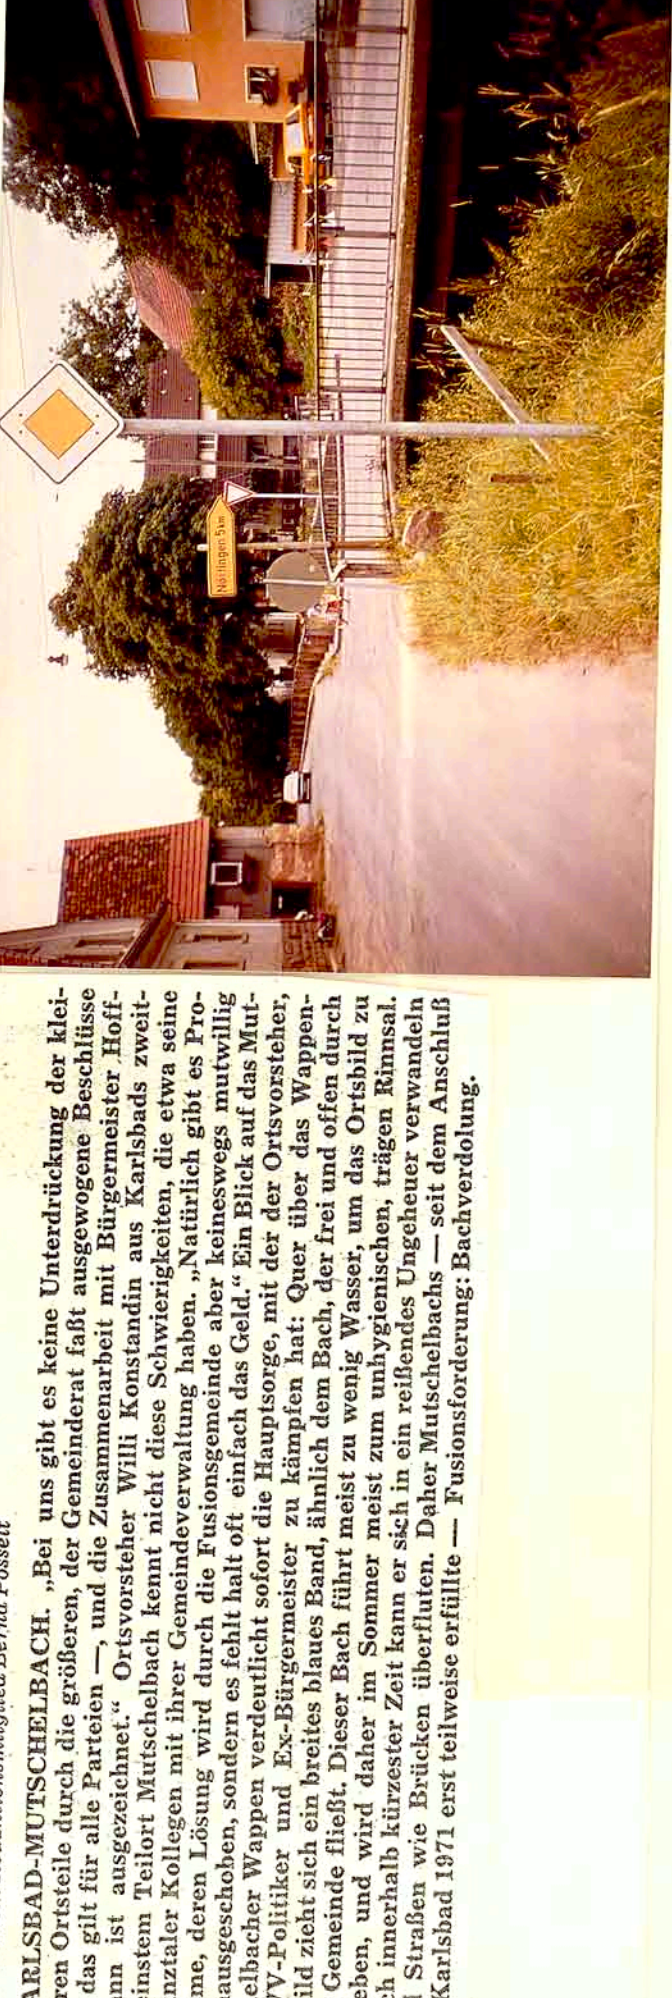 Nöttingen 5 km
ARLSBAD-MUTSCHELBACH. „Bei uns gibt es keine Unterdrückung der klei-
ren Ortsteile durch die größeren, der Gemeinderat faßt ausgewogene Beschlüsse
das gilt für alle Parteien —, und die Zusammenarbeit mit Bürgermeister Hoff-
nn ist ausgezeichnet.“ Ortsvorsteher Willi Konstandin aus Karlsbads zweit-
einstem Teilort Mutschelbach kennt nicht diese Schwierigkeiten, die etwa seine
nztaler Kollegen mit ihrer Gemeindeverwaltung haben. „Natürlich gibt es Pro-
me, deren Lösung wird durch die Fusionsgemeinde aber keineswegs mutwillig
ausgeschoben, sondern es fehlt halt oft einfach das Geld.“ Ein Blick auf das Mut-
elbacher Wappen verdeutlicht sofort die Hauptsorge, mit der der Ortsvorsteher,
V-Politiker und Ex-Bürgermeister zu kämpfen hat: Quer über das Wappen-
ild zieht sich ein breites blaues Band, ähnlich dem Bach, der frei und offen durch
Gemeinde fließt. Dieser Bach führt meist zu wenig Wasser, um das Ortsbild zu
eben, und wird daher im Sommer meist zum unhygienischen, trägen Rinnsal.
ch innerhalb kürzester Zeit kann er sich in ein reißendes Ungeheuer verwandeln
Straßen wie Brücken überfluten. Daher Mutschelbachs — seit dem Anschluß
Karlsbad 1971 erst teilweise erfüllte — Fusionsforderung: Bachverdolung.